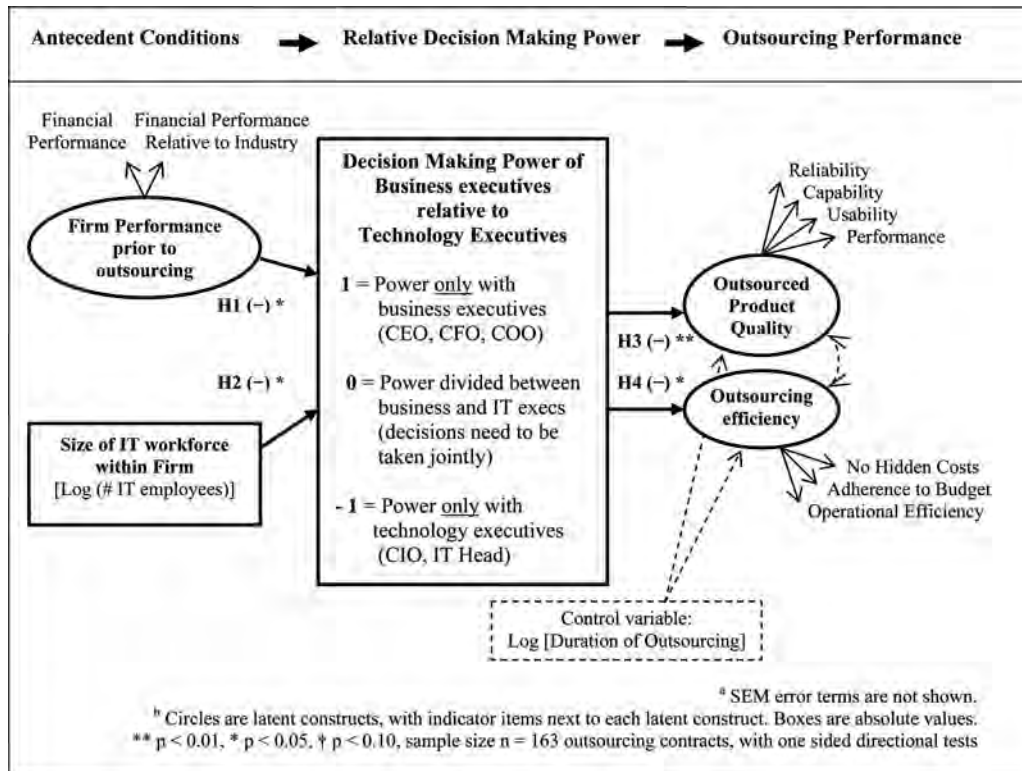 Antecedent Conditions
Relative Decision Making Power
Outsourcing Performance
Financial Performance
Financial Performance Relative to Industry
Firm Performance
prior to
outsourcing
H1 (−) *
H2 (−) *
Size of IT workforce
within Firm
[Log (# IT employees)]
Decision Making Power of
Business executives
relative to
Technology Executives
1 = Power only with
business executives
(CEO, CFO, COO)
0 = Power divided between
business and IT execs
(decisions need to be
taken jointly)
- 1 = Power only with
technology executives
(CIO, IT Head)
H3 (−) **
H4 (−) *
Reliability
Capability
Usability
Performance
Outsourced
Product
Quality
Outsourcing
efficiency
No Hidden Costs
Adherence to Budget
Operational Efficiency
Control variable:
Log [Duration of Outsourcing]
a SEM error terms are not shown.
b Circles are latent constructs, with indicator items next to each latent construct. Boxes are absolute values.
** p < 0.01, * p < 0.05, † p < 0.10, sample size n = 163 outsourcing contracts, with one sided directional tests